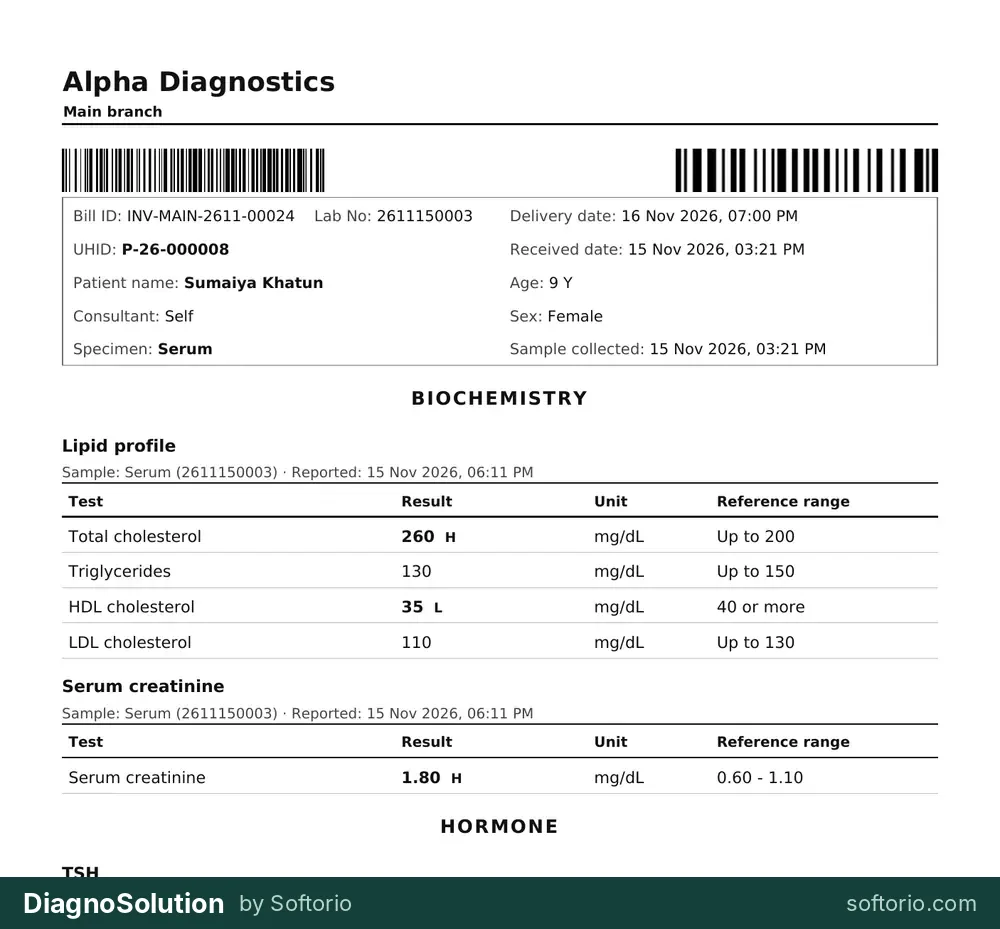 Alpha Diagnostics
Main branch
Bill ID: INV-MAIN-2611-00024 Lab No: 2611150003 Delivery date: 16 Nov 2026, 07:00 PM
UHID: P-26-000008 Received date: 15 Nov 2026, 03:21 PM
Patient name: Sumaiya Khatun Age: 9 Y
Consultant: Self Sex: Female
Specimen: Serum Sample collected: 15 Nov 2026, 03:21 PM
BIOCHEMISTRY
Lipid profile
Sample: Serum (2611150003) · Reported: 15 Nov 2026, 06:11 PM
Test Result Unit Reference range
Total cholesterol 260 H mg/dL Up to 200
Triglycerides 130 mg/dL Up to 150
HDL cholesterol 35 L mg/dL 40 or more
LDL cholesterol 110 mg/dL Up to 130
Serum creatinine
Sample: Serum (2611150003) · Reported: 15 Nov 2026, 06:11 PM
Test Result Unit Reference range
Serum creatinine 1.80 H mg/dL 0.60 - 1.10
HORMONE
TSH
DiagnoSolution by Softorio softorio.com